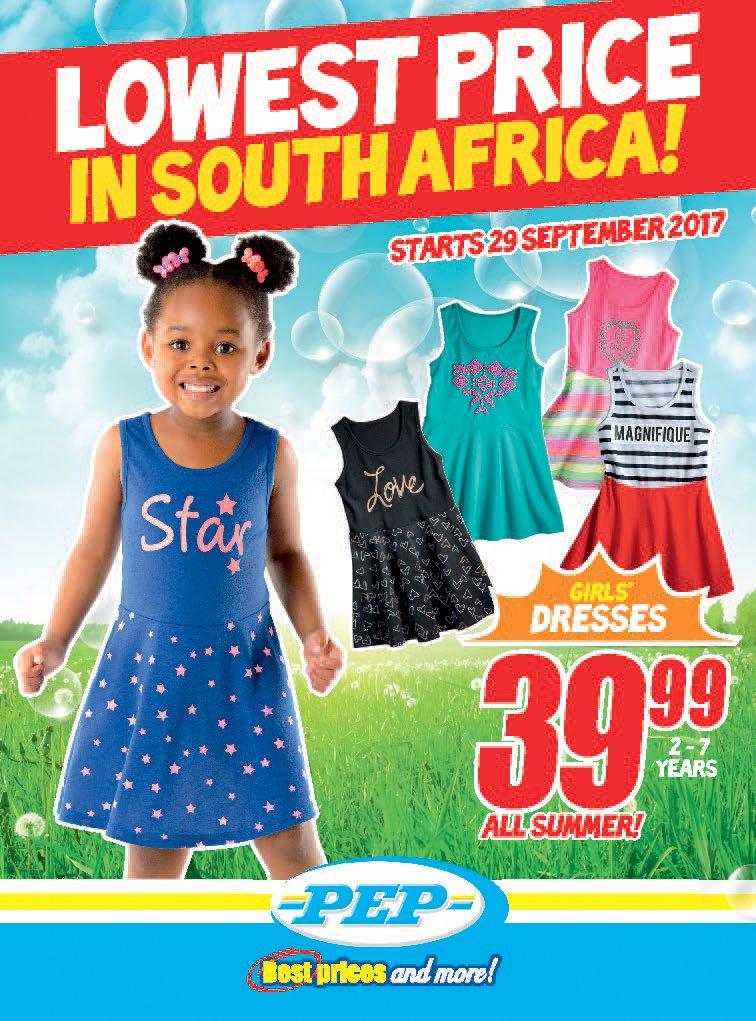 LOWEST PRICE
IN SOUTH AFRICA!
STARTS 29 SEPTEMBER 2017
Star
Love
MAGNIFIQUE
GIRLS'
DRESSES
39 99
2-7
YEARS
ALL SUMMER!
-PEP-
Best prices and more!